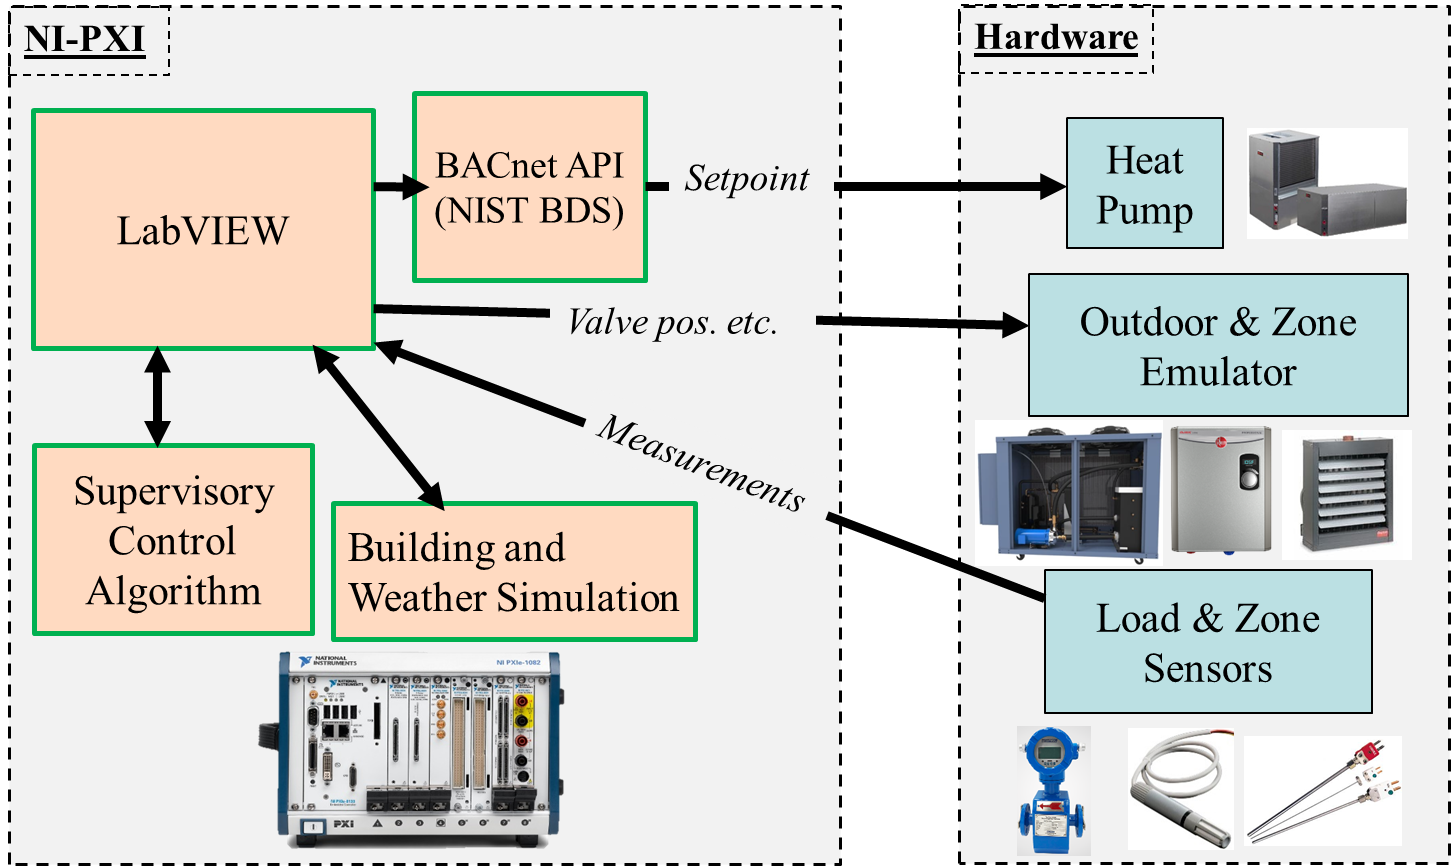 NI-PXI
LabVIEW
BACnet API
(NIST BDS)
Setpoint
Valve pos. etc.
Measurements
Supervisory
Control
Algorithm
Building and
Weather Simulation
NATIONAL
INSTRUMENTS
NI PXIe-1082
PXI
Hardware
Heat
Pump
Outdoor & Zone
Emulator
Load & Zone
Sensors